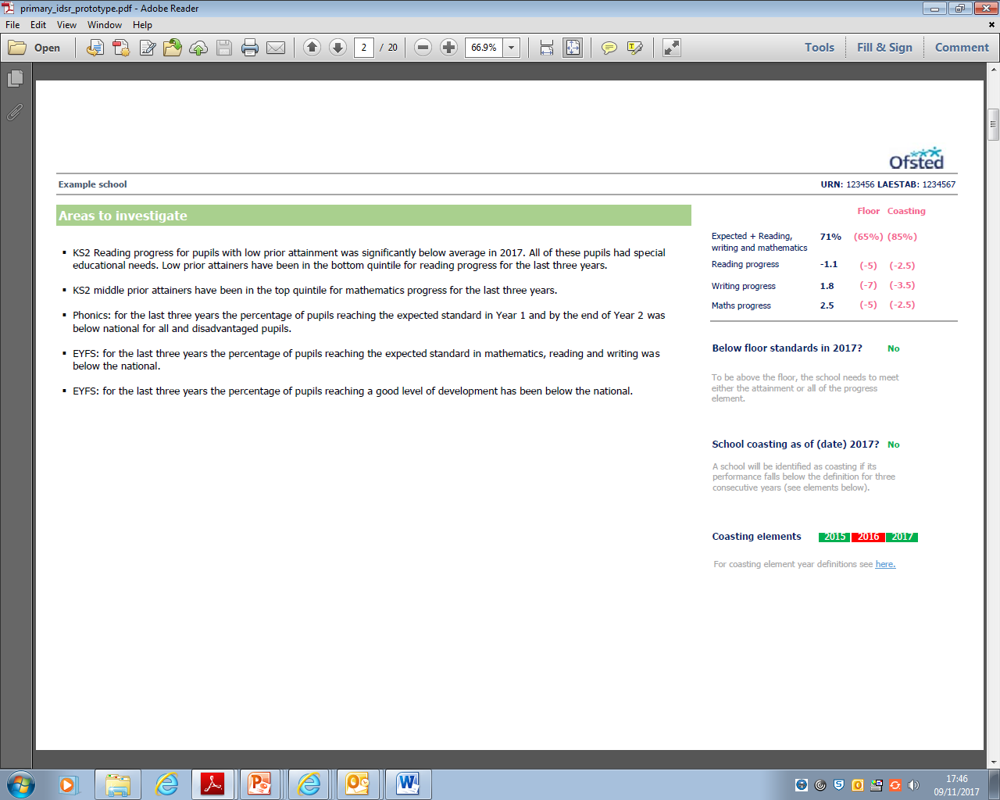 primary_idsr_prototype.pdf - Adobe Reader
File Edit View Window Help
Open 2 / 20 66.9% Tools Fill & Sign Comment
Ofsted
Example school
URN: 123456 LAESTAB: 1234567
Areas to investigate
▪ KS2 Reading progress for pupils with low prior attainment was significantly below average in 2017. All of these pupils had special
educational needs. Low prior attainers have been in the bottom quintile for reading progress for the last three years.
▪ KS2 middle prior attainers have been in the top quintile for mathematics progress for the last three years.
▪ Phonics: for the last three years the percentage of pupils reaching the expected standard in Year 1 and by the end of Year 2 was
below national for all and disadvantaged pupils.
▪ EYFS: for the last three years the percentage of pupils reaching the expected standard in mathematics, reading and writing was
below the national.
▪ EYFS: for the last three years the percentage of pupils reaching a good level of development has been below the national.
Floor Coasting
Expected + Reading,
writing and mathematics 71% (65%) (85%)
Reading progress -1.1 (-5) (-2.5)
Writing progress 1.8 (-7) (-3.5)
Maths progress 2.5 (-5) (-2.5)
Below floor standards in 2017? No
To be above the floor, the school needs to meet
either the attainment or all of the progress
element.
School coasting as of (date) 2017? No
A school will be identified as coasting if its
performance falls below the definition for three
consecutive years (see elements below).
Coasting elements 2015 2016 2017
For coasting element year definitions see here.
17:46
09/11/2017